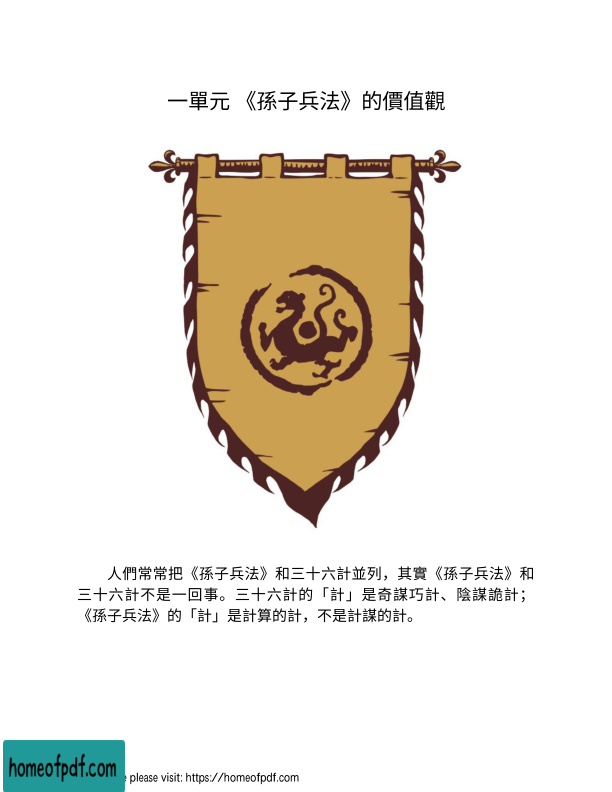 一單元 《孫子兵法》的價值觀
人們常常把《孫子兵法》和三十六計並列，其實《孫子兵法》和
三十六計不是一回事。三十六計的「計」是奇謀巧計、陰謀詭計；
《孫子兵法》的「計」是計算的計，不是計謀的計。
homeofpdf.com
please visit: https://homeofpdf.com